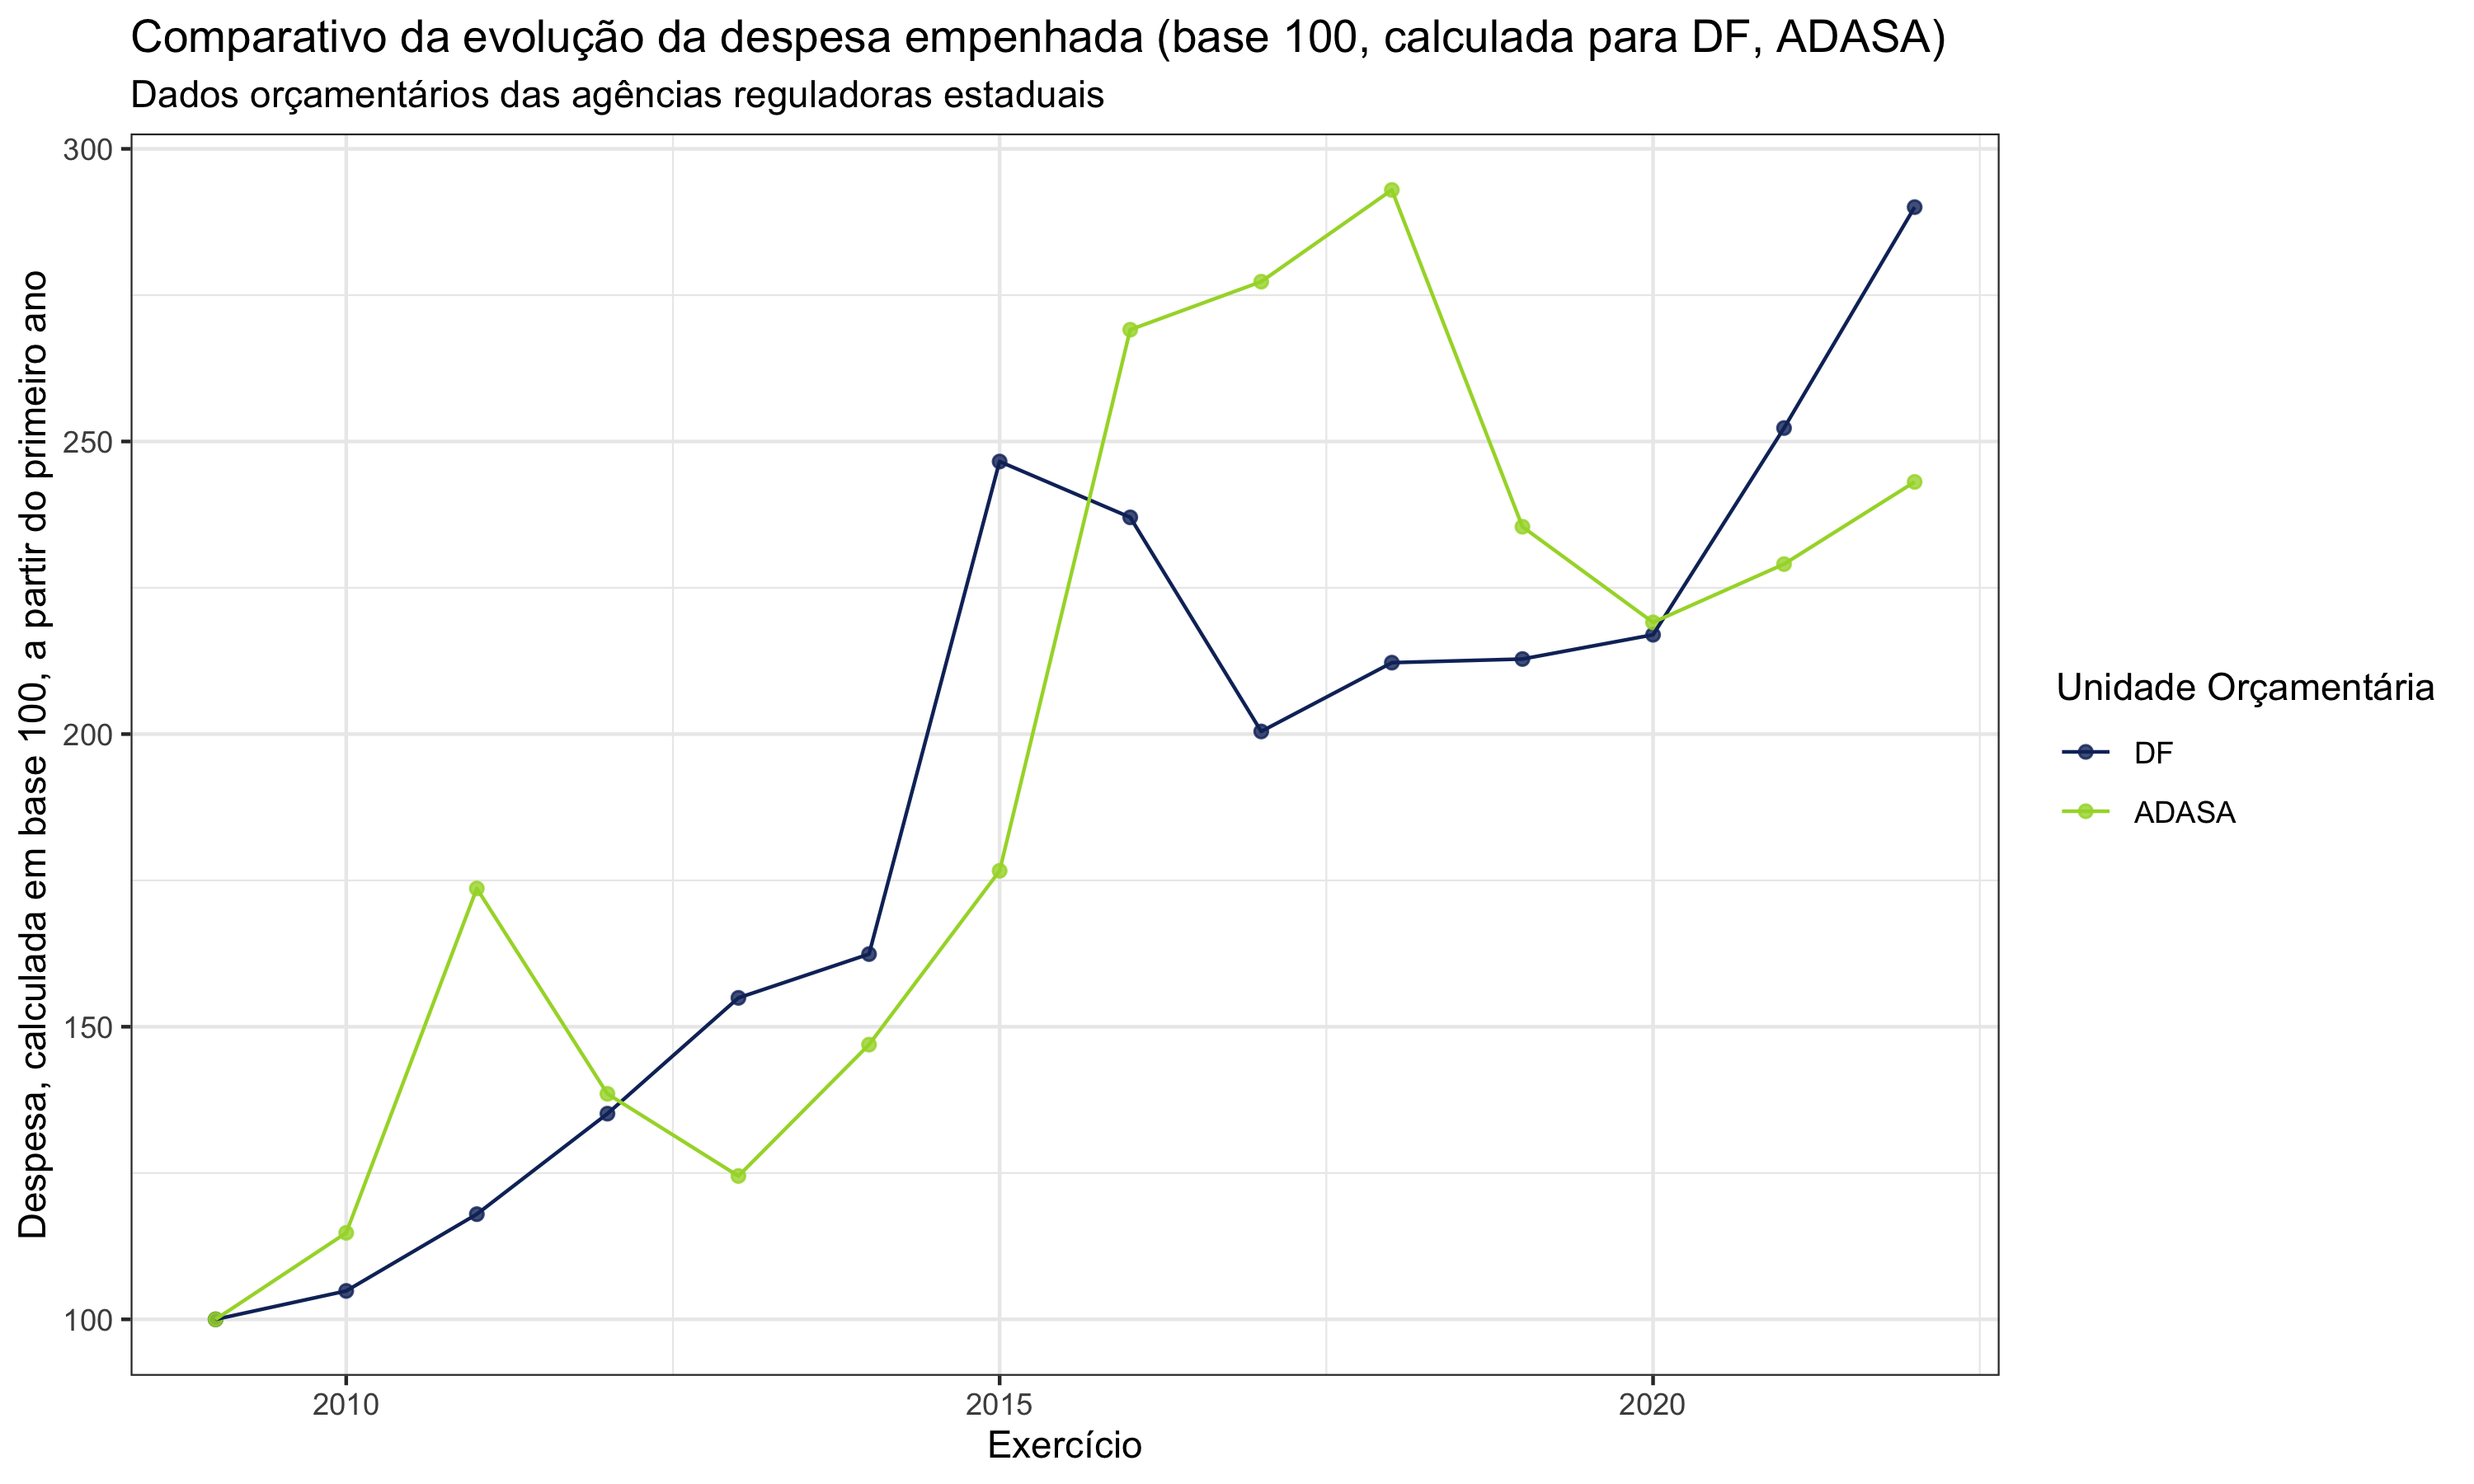 Comparativo da evolução da despesa empenhada (base 100, calculada para DF, ADASA)
Dados orçamentários das agências reguladoras estaduais
Despesa, calculada em base 100, a partir do primeiro ano
300
250
200
150
100
2010
2015
2020
Exercício
Unidade Orçamentária
DF
ADASA